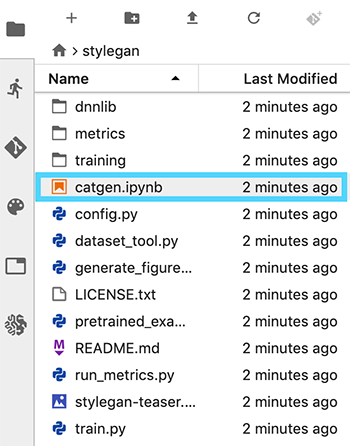 stylegan
Name Last Modified
dnnlib 2 minutes ago
metrics 2 minutes ago
training 2 minutes ago
catgen.ipynb 2 minutes ago
config.py 2 minutes ago
dataset_tool.py 2 minutes ago
generate_figure... 2 minutes ago
LICENSE.txt 2 minutes ago
pretrained_exa... 2 minutes ago
README.md 2 minutes ago
run_metrics.py 2 minutes ago
stylegan-teaser.... 2 minutes ago
train.py 2 minutes ago